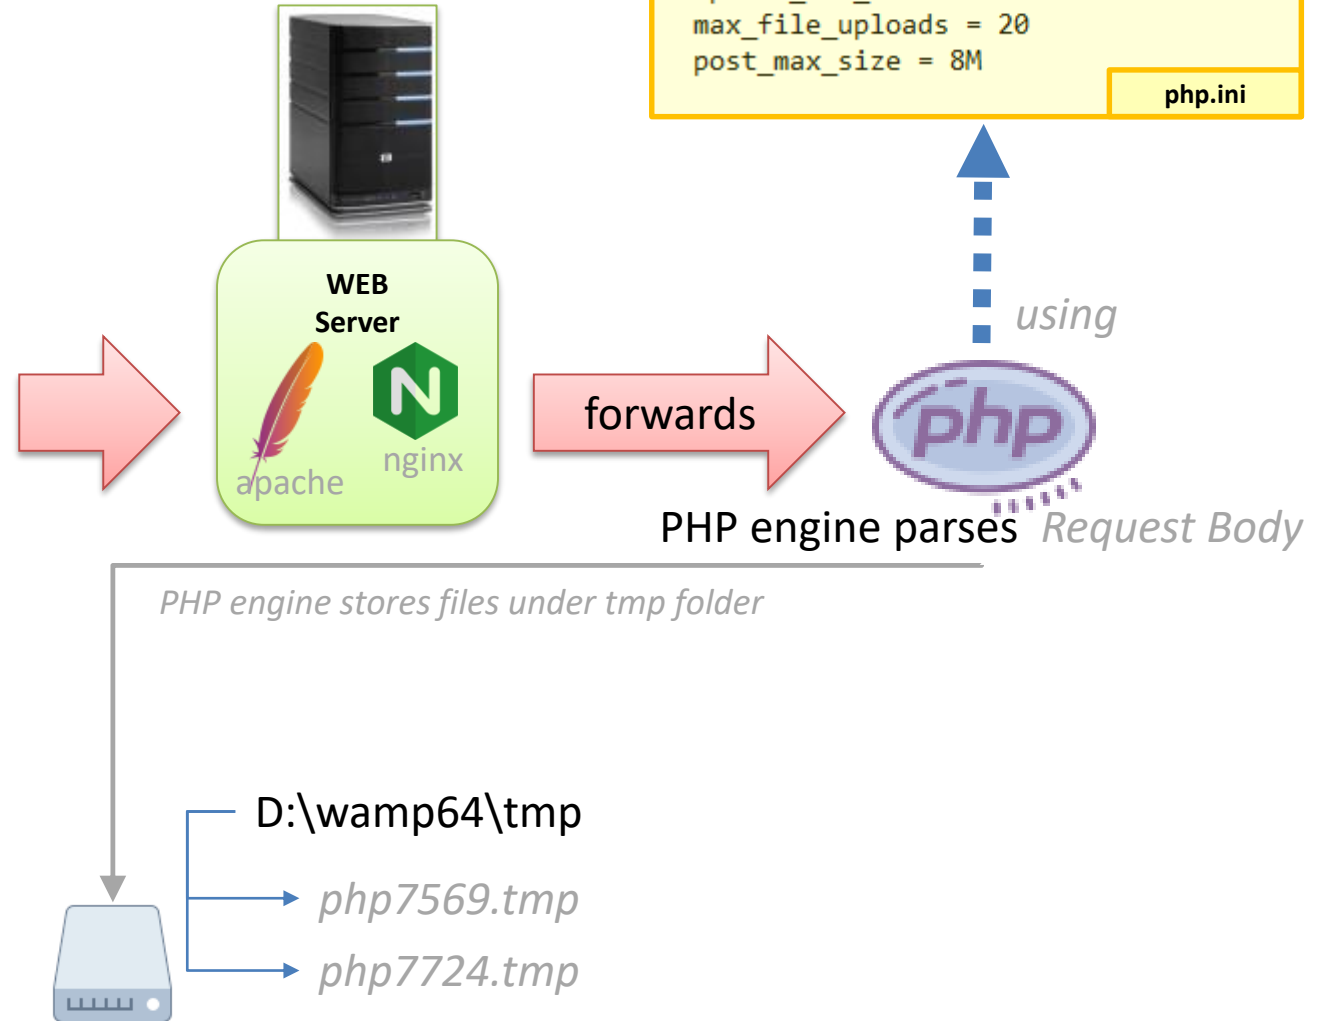 max_file_uploads = 20
post_max_size = 8M
php.ini
WEB
Server
using
apache
nginx
forwards
php
PHP engine parses Request Body
PHP engine stores files under tmp folder
D:\wamp64\tmp
php7569.tmp
php7724.tmp